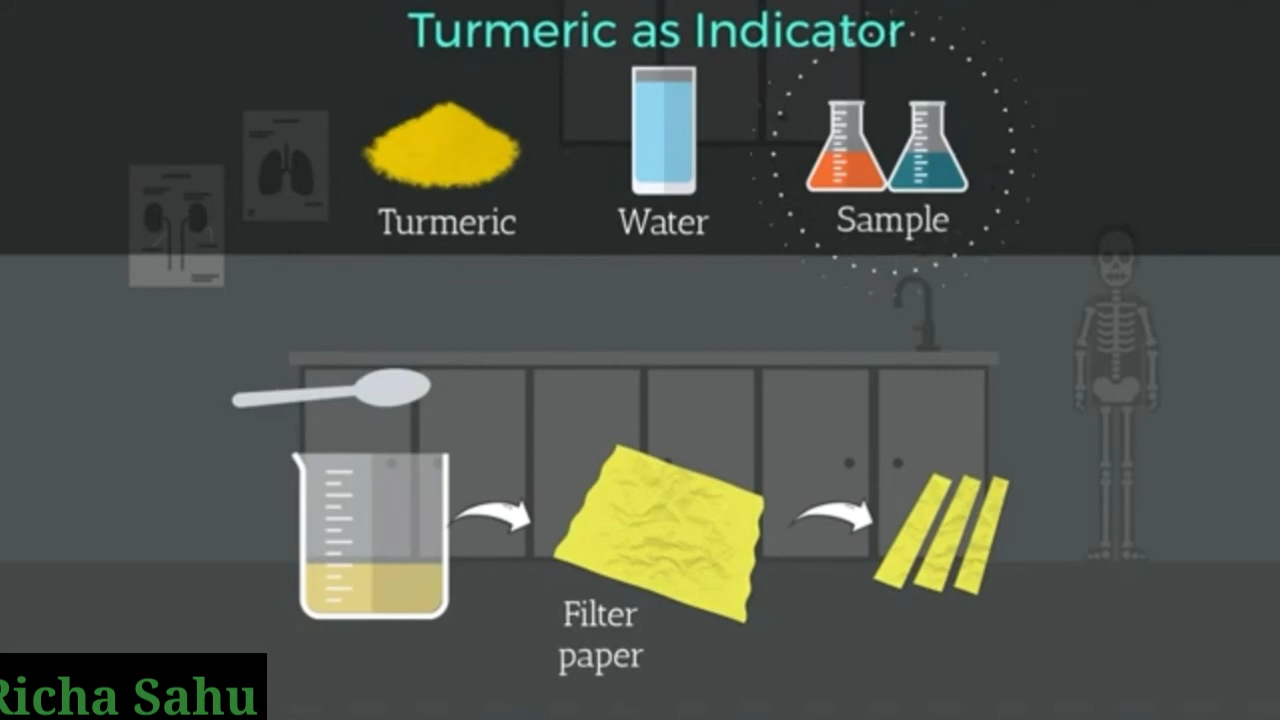 Turmeric as Indicator
Turmeric
Water
Sample
Filter
paper
Richa Sahu